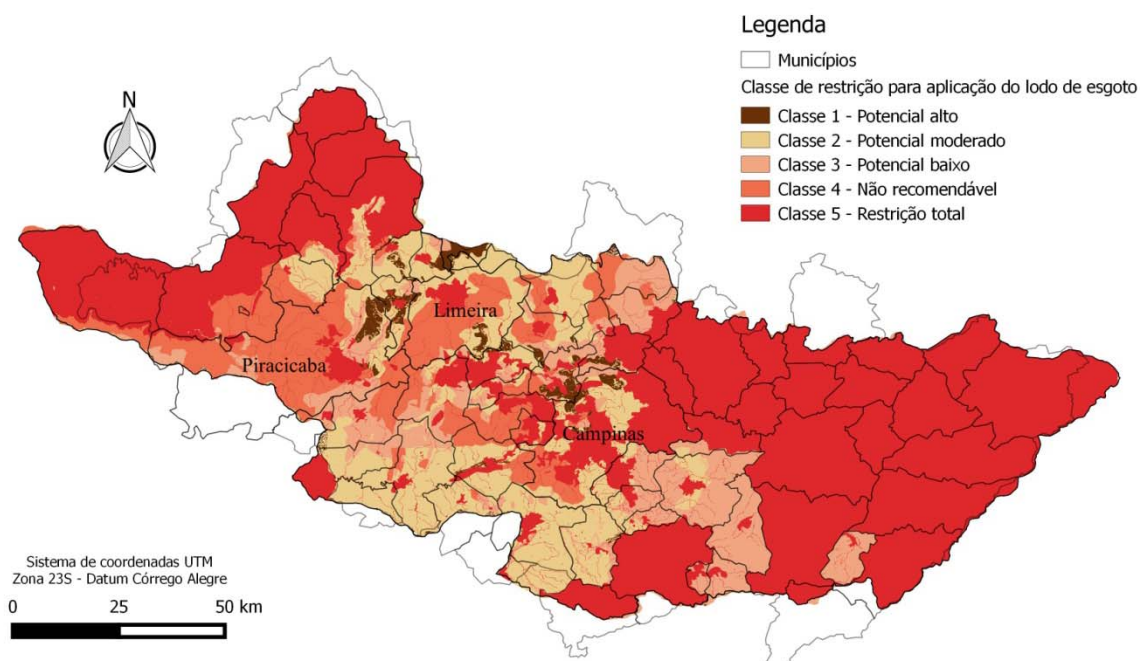 Legenda
Municípios
Classe de restrição para aplicação do lodo de esgoto
Classe 1 - Potencial alto
Classe 2 - Potencial moderado
Classe 3 - Potencial baixo
Classe 4 - Não recomendável
Classe 5 - Restrição total
N
Limeira
Piracicaba
Campinas
Sistema de coordenadas UTM
Zona 23S - Datum Córrego Alegre
0 25 50 km